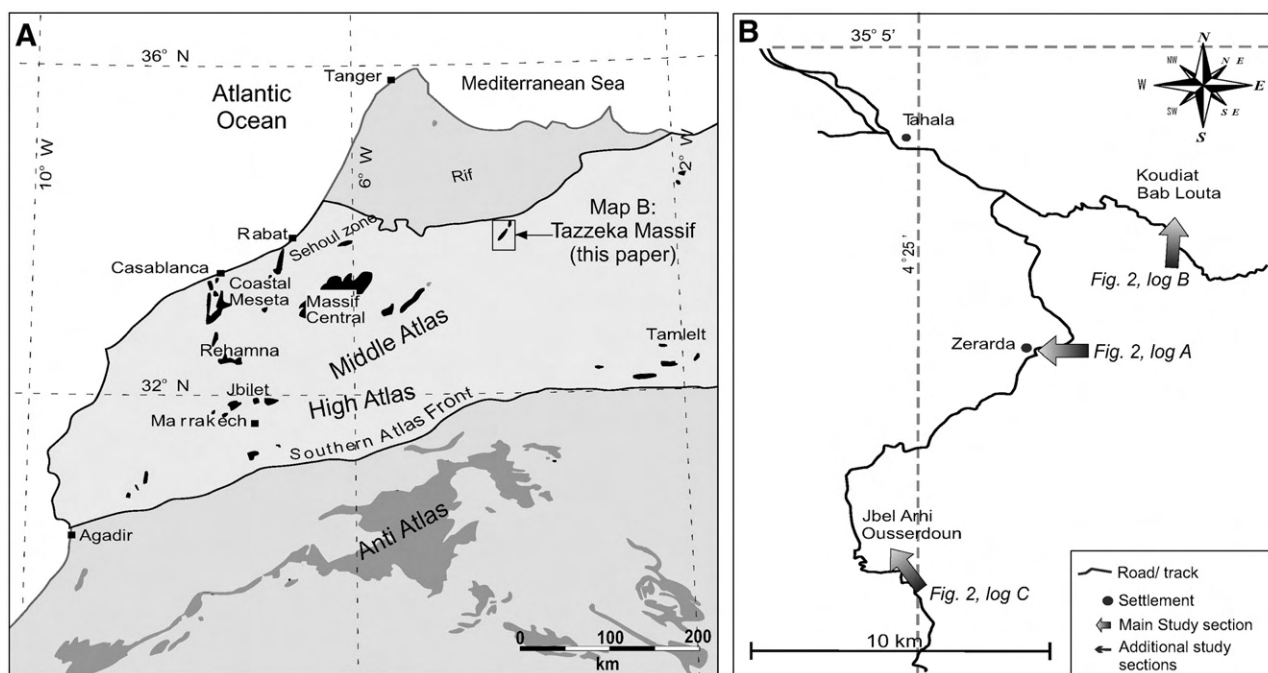 A
36° N
Tanger
Mediterranean Sea
Atlantic
Ocean
10° W
6° W
2° W
Rif
Map B:
Tazzeka Massif
(this paper)
Rabat
Sehoul zone
Casablanca
Coastal
Meseta
Massif
Central
Middle Atlas
Tamlelt
Rehamna
32° N
Jbilet
High Atlas
Marrakech
Southern Atlas Front
Agadir
Anti Atlas
0 100 200
km
B
35° 5'
N
NW
N E
W
E
SW
S E
S
Tahala
Koudiat
Bab Louta
4° 25'
Fig. 2, log B
Zerarda
Fig. 2, log A
Jbel Arhi
Ousserdoun
Fig. 2, log C
10 km
Road/ track
Settlement
Main Study section
Additional study
sections